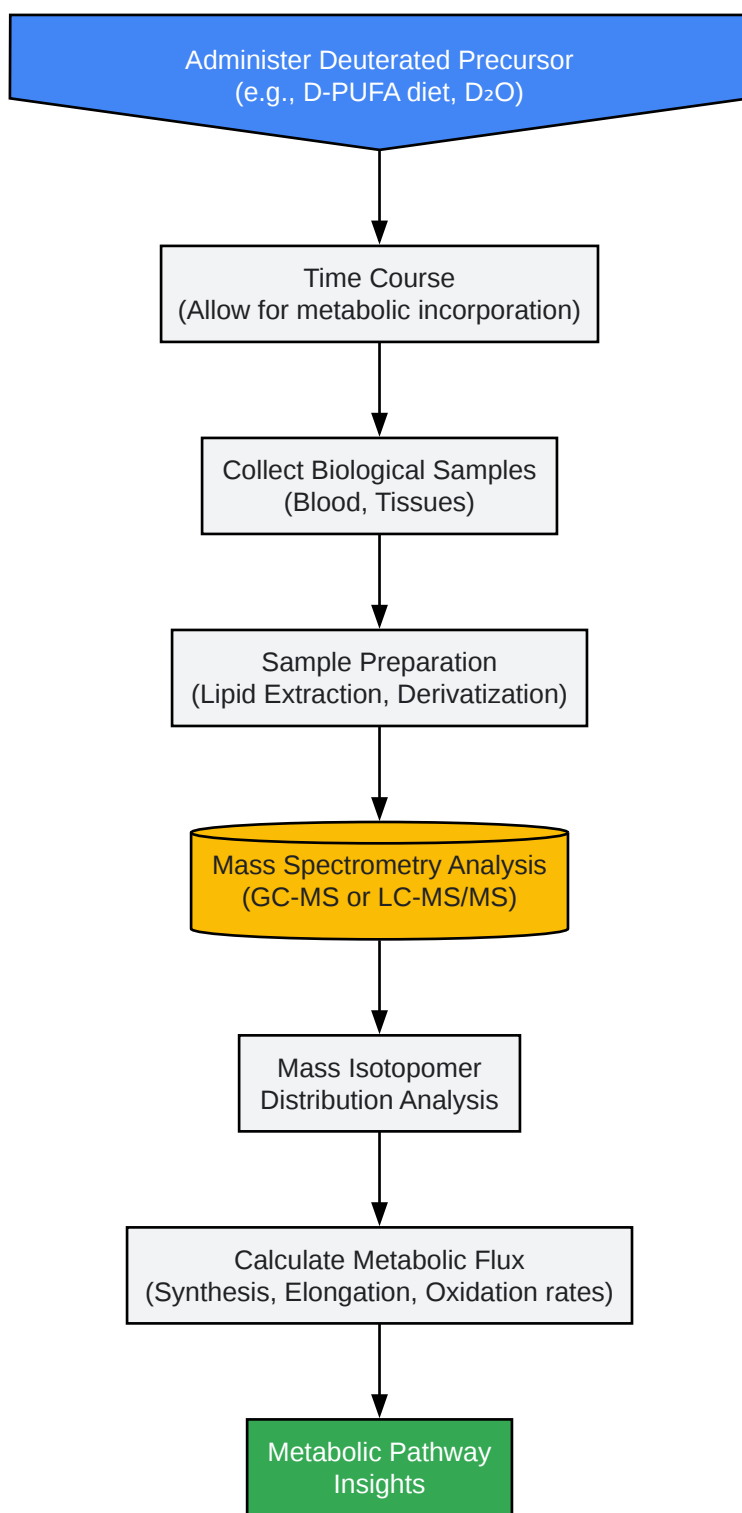 Administer Deuterated Precursor
(e.g., D-PUFA diet, D₂O)
Time Course
(Allow for metabolic incorporation)
Collect Biological Samples
(Blood, Tissues)
Sample Preparation
(Lipid Extraction, Derivatization)
Mass Spectrometry Analysis
(GC-MS or LC-MS/MS)
Mass Isotopomer
Distribution Analysis
Calculate Metabolic Flux
(Synthesis, Elongation, Oxidation rates)
Metabolic Pathway
Insights